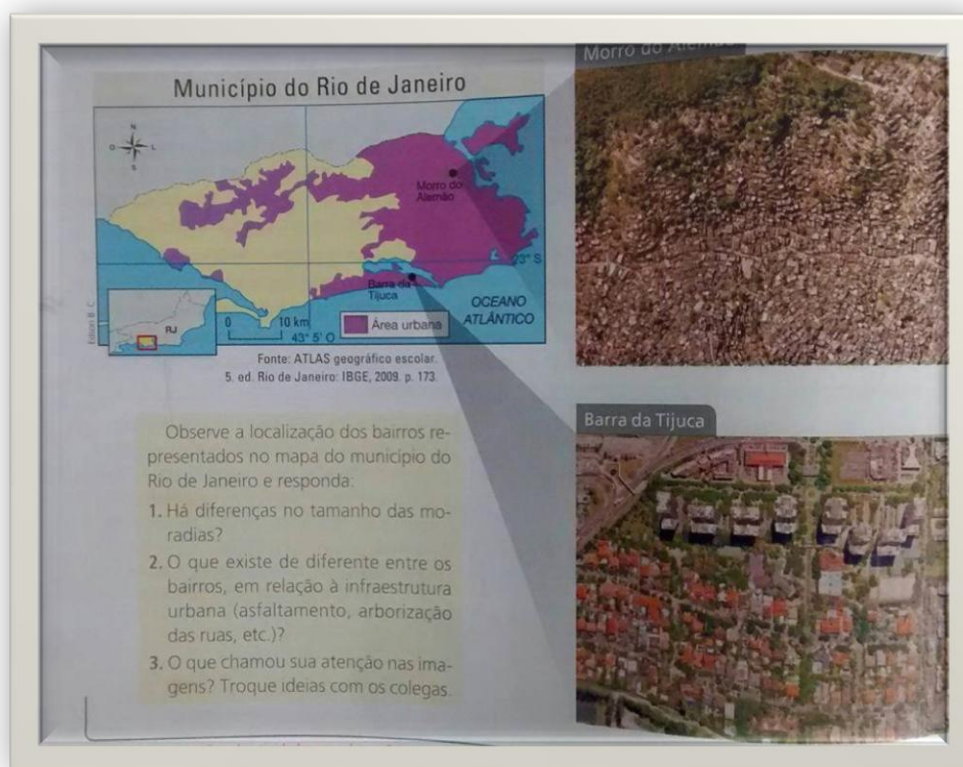 Município do Rio de Janeiro
N
O L
S
Morro do
Alemão
23° S
Barra da
Tijuca
OCEANO
ATLÂNTICO
RJ
0 10 km
43° 5' O
Área urbana
Edson B. C.
Fonte: ATLAS geográfico escolar.
5. ed. Rio de Janeiro: IBGE, 2009. p. 173.
Observe a localização dos bairros re-
presentados no mapa do município do
Rio de Janeiro e responda:
1. Há diferenças no tamanho das mo-
radias?
2. O que existe de diferente entre os
bairros, em relação à infraestrutura
urbana (asfaltamento, arborização
das ruas, etc.)?
3. O que chamou sua atenção nas ima-
gens? Troque ideias com os colegas.
Morro do Alemão
Barra da Tijuca